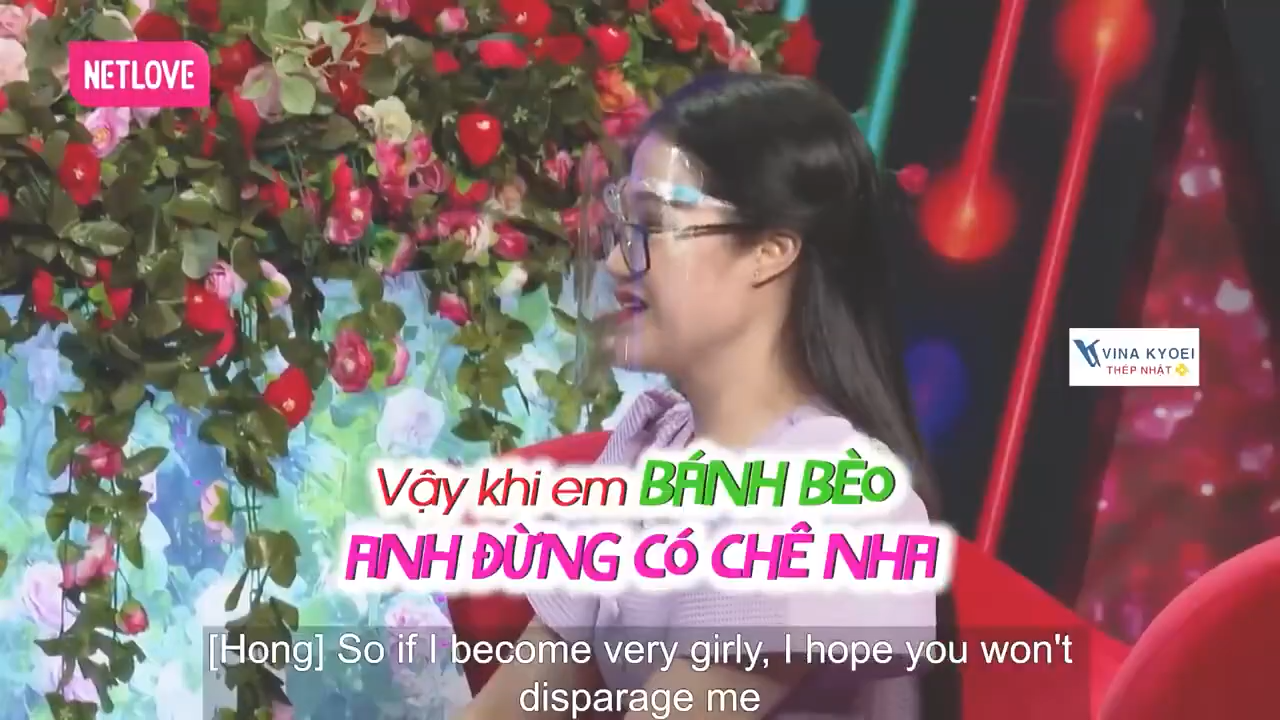 NETLOVE
VINA KYOEI
THÉP NHẬT
Vậy khi em BÁNH BÈO
ANH ĐỪNG CÓ CHÊ NHA
[Hong] So if I become very girly, I hope you won't
disparage me